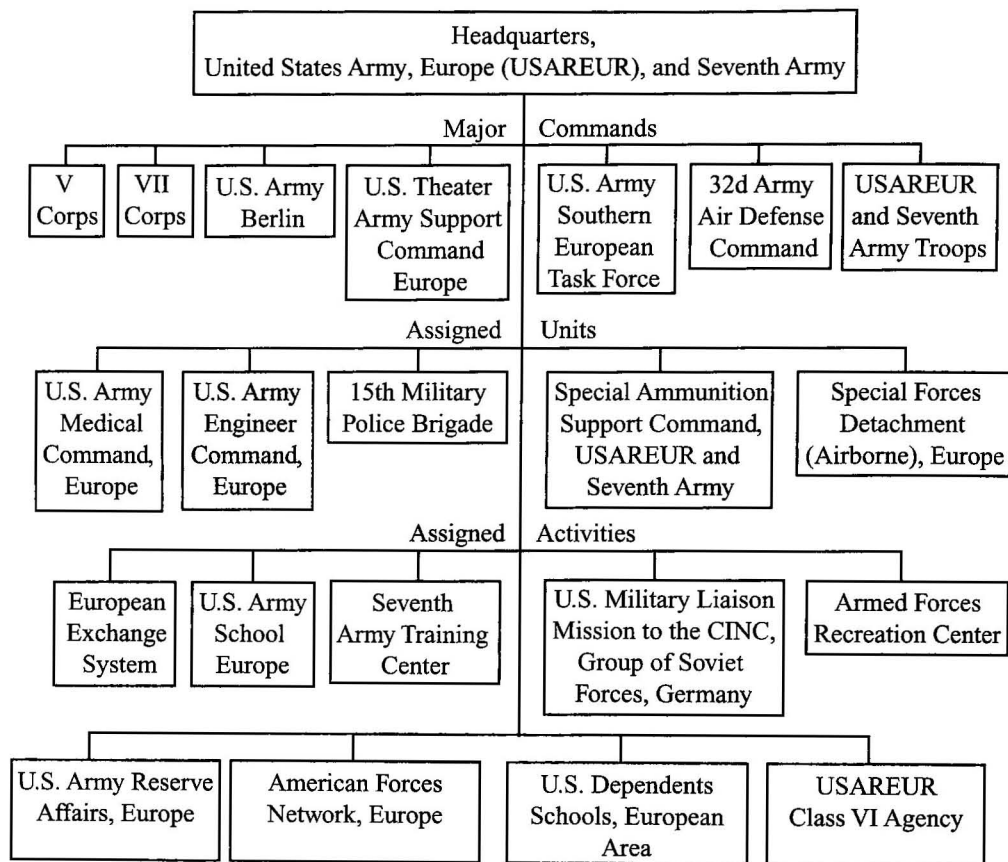 Headquarters,
United States Army, Europe (USAREUR), and Seventh Army
Major Commands
V
Corps
VII
Corps
U.S. Army
Berlin
U.S. Theater
Army Support
Command
Europe
U.S. Army
Southern
European
Task Force
32d Army
Air Defense
Command
USAREUR
and Seventh
Army Troops
Assigned Units
U.S. Army
Medical
Command,
Europe
U.S. Army
Engineer
Command,
Europe
15th Military
Police Brigade
Special Ammunition
Support Command,
USAREUR and
Seventh Army
Special Forces
Detachment
(Airborne), Europe
Assigned Activities
European
Exchange
System
U.S. Army
School
Europe
Seventh
Army Training
Center
U.S. Military Liaison
Mission to the CINC,
Group of Soviet
Forces, Germany
Armed Forces
Recreation Center
U.S. Army Reserve
Affairs, Europe
American Forces
Network, Europe
U.S. Dependents
Schools, European
Area
USAREUR
Class VI Agency